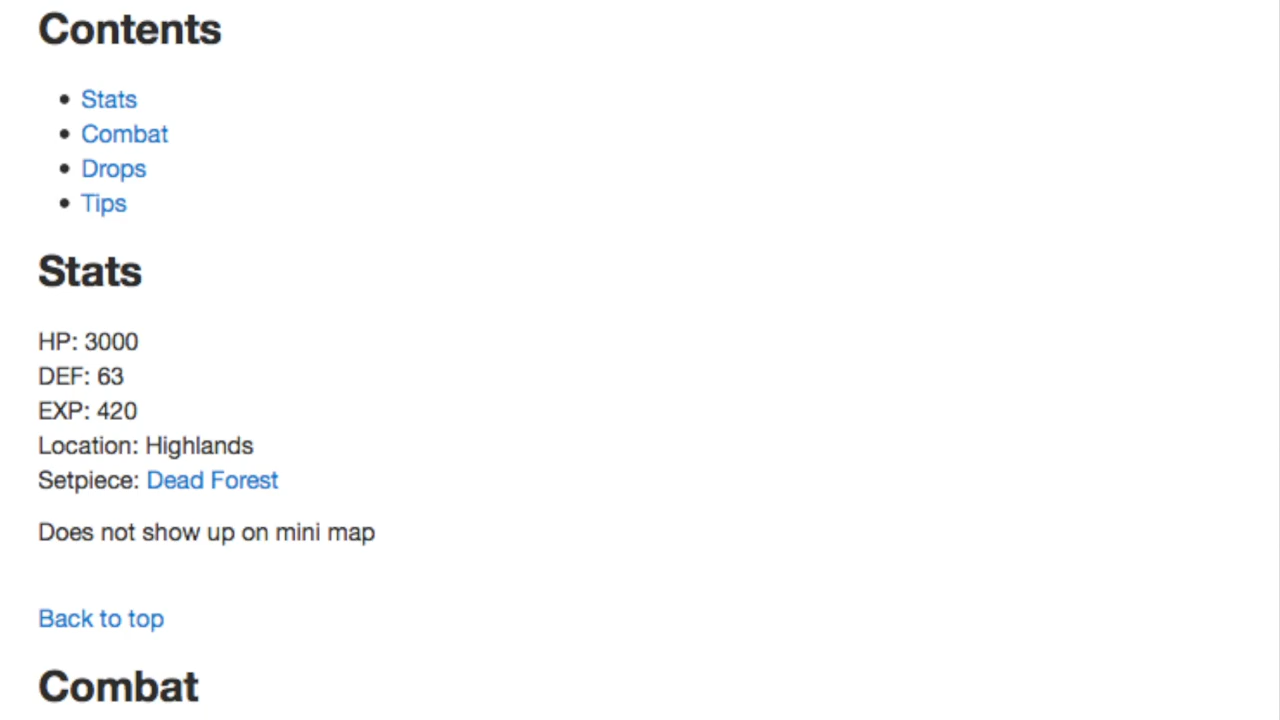 Contents
Stats
Combat
Drops
Tips
Stats
HP: 3000
DEF: 63
EXP: 420
Location: Highlands
Setpiece: Dead Forest
Does not show up on mini map
Back to top
Combat